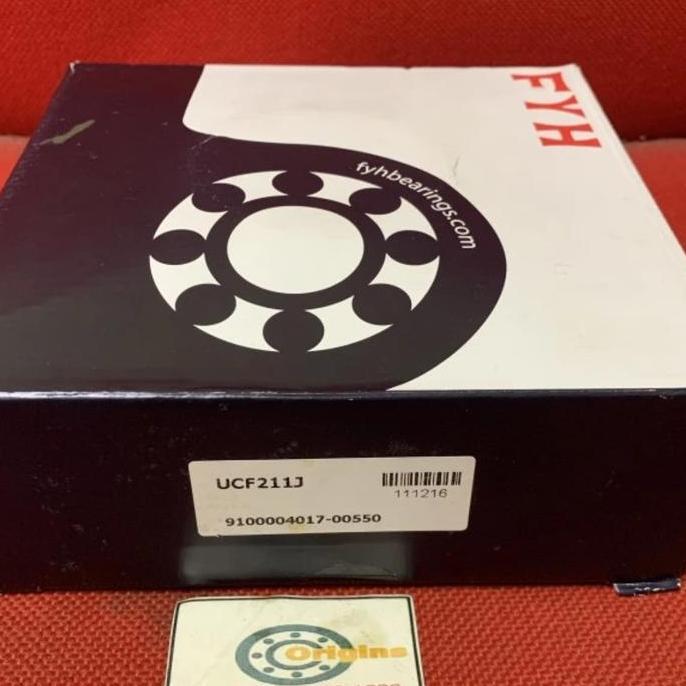 FYH
fyhbearings.com
UCF211J
111216
9100004017-00550
Origins